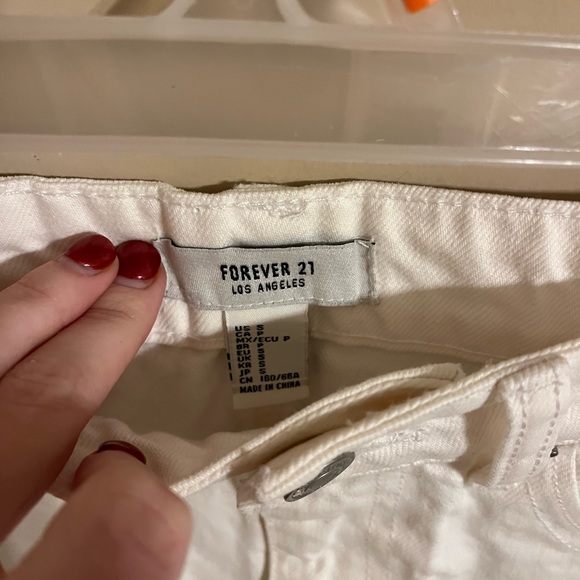 FOREVER 21
LOS ANGELES
US S
CA P
MX/ECU P
BR P
EU S
UK S
KR S
JP S
CN 160/68A
MADE IN CHINA